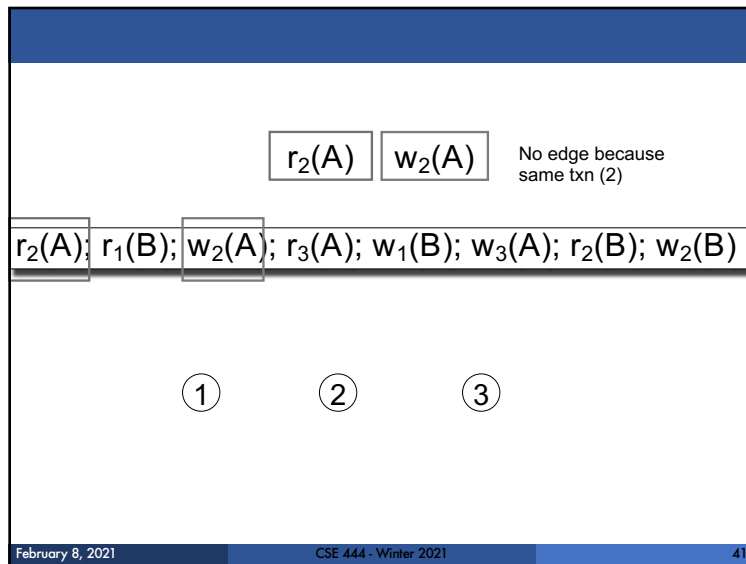 r₂(A) w₂(A) No edge because
same txn (2)
r₂(A); r₁(B); w₂(A); r₃(A); w₁(B); w₃(A); r₂(B); w₂(B)
1 2 3
February 8, 2021 CSE 444 - Winter 2021 41